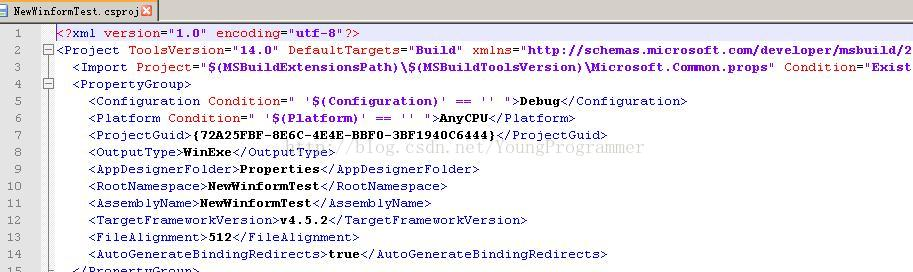 NewWinformTest.csproj
1 <?xml version="1.0" encoding="utf-8"?>
2 <Project ToolsVersion="14.0" DefaultTargets="Build" xmlns="http://schemas.microsoft.com/developer/msbuild/2
3 <Import Project="$(MSBuildExtensionsPath)\$(MSBuildToolsVersion)\Microsoft.Common.props" Condition="Exist
4 <PropertyGroup>
5 <Configuration Condition=" '$(Configuration)' == '' ">Debug</Configuration>
6 <Platform Condition=" '$(Platform)' == '' ">AnyCPU</Platform>
7 <ProjectGuid>{72A25FBF-8E6C-4E4E-BBF0-3BF1940C6444}</ProjectGuid>
http://blog.csdn.net/YoungProgrammer
8 <OutputType>WinExe</OutputType>
9 <AppDesignerFolder>Properties</AppDesignerFolder>
10 <RootNamespace>NewWinformTest</RootNamespace>
11 <AssemblyName>NewWinformTest</AssemblyName>
12 <TargetFrameworkVersion>v4.5.2</TargetFrameworkVersion>
13 <FileAlignment>512</FileAlignment>
14 <AutoGenerateBindingRedirects>true</AutoGenerateBindingRedirects>
15 </PropertyGroup>